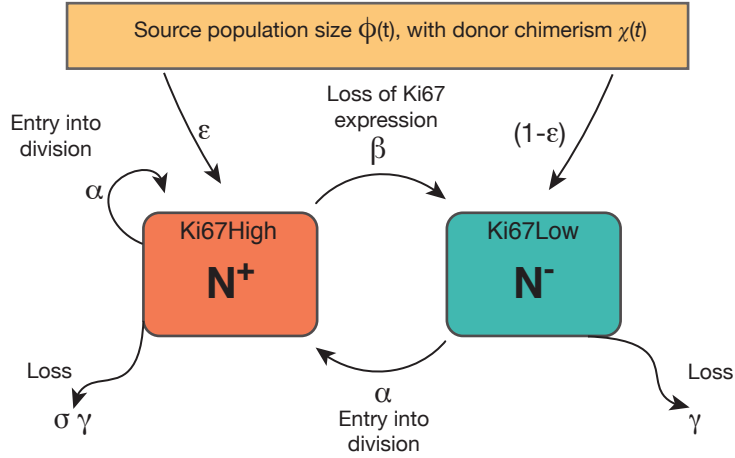 Source population size ϕ(t), with donor chimerism χ(t)
Entry into
division
α
ε
Loss of Ki67
expression
β
(1-ε)
Ki67High
N⁺
Ki67Low
N⁻
Loss
σ γ
α
Entry into
division
Loss
γ